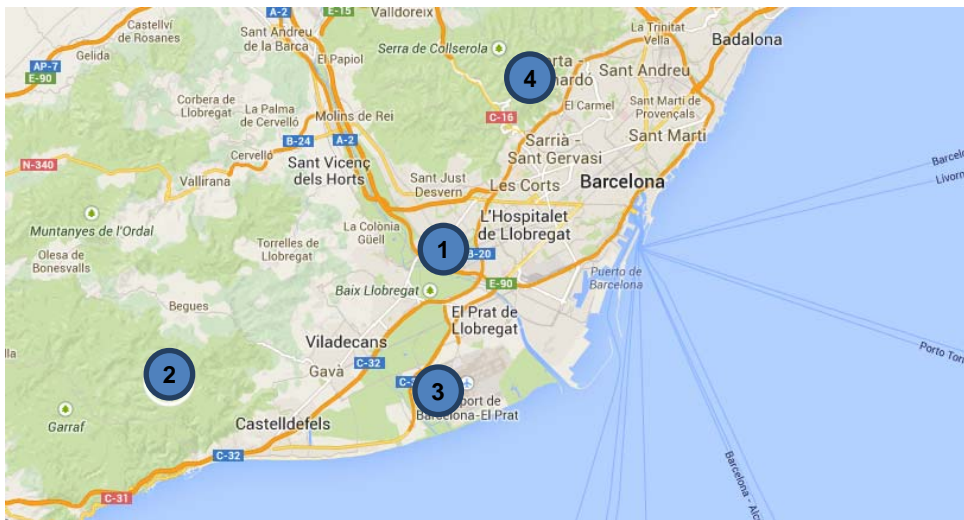 Castellví
de Rosanes
A-2
E-15
Valldoreix
La Trinitat
Vella
Badalona
Gelida
Sant Andreu
de la Barca
El Papiol
Serra de Collserola
AP-7
E-90
4
Sant Andreu
Corbera de
Llobregat
La Palma
de Cervelló
Molins de Rei
El Carmel
Sant Martí de
Provençals
C-16
B-24
A-2
Sarrià -
Sant Gervasi
Sant Martí
N-340
Cervelló
Vallirana
Sant Vicenç
dels Horts
Sant Just
Desvern
Les Corts
Barcelona
Muntanyes de l'Ordal
La Colònia
Güell
L'Hospitalet
de Llobregat
Olesa de
Bonesvalls
Torrelles de
Llobregat
1
B-20
Puerto de
Barcelona
E-90
Baix Llobregat
Begues
El Prat de
Llobregat
Viladecans
C-32
Gavà
2
3
Garraf
Castelldefels
C-32
C-31